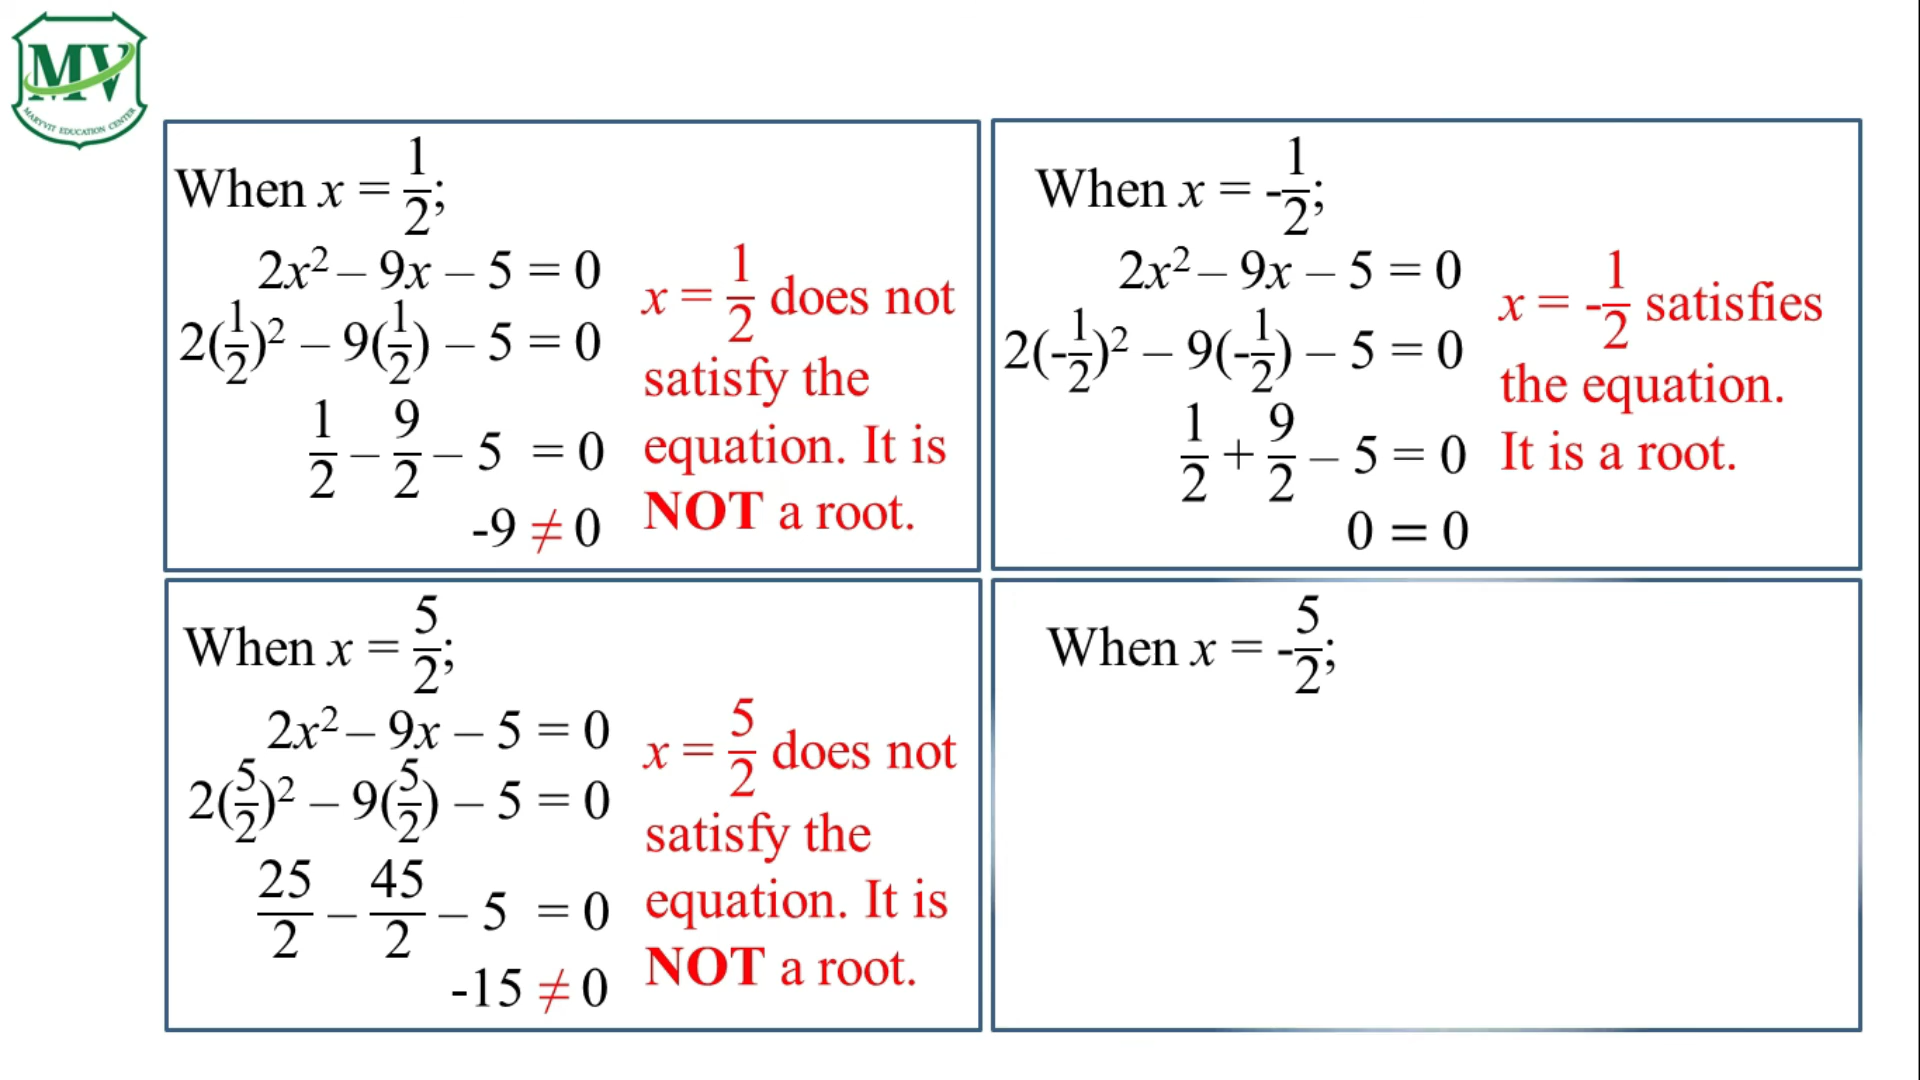 MV
MARYVIT EDUCATION CENTER
When x = 1/2;
2x² – 9x – 5 = 0
2(1/2)² – 9(1/2) – 5 = 0
1/2 – 9/2 – 5 = 0
-9 ≠ 0
x = 1/2 does not
satisfy the
equation. It is
NOT a root.
When x = -1/2;
2x² – 9x – 5 = 0
2(-1/2)² – 9(-1/2) – 5 = 0
1/2 + 9/2 – 5 = 0
0 = 0
x = -1/2 satisfies
the equation.
It is a root.
When x = 5/2;
2x² – 9x – 5 = 0
2(5/2)² – 9(5/2) – 5 = 0
25/2 – 45/2 – 5 = 0
-15 ≠ 0
x = 5/2 does not
satisfy the
equation. It is
NOT a root.
When x = -5/2;